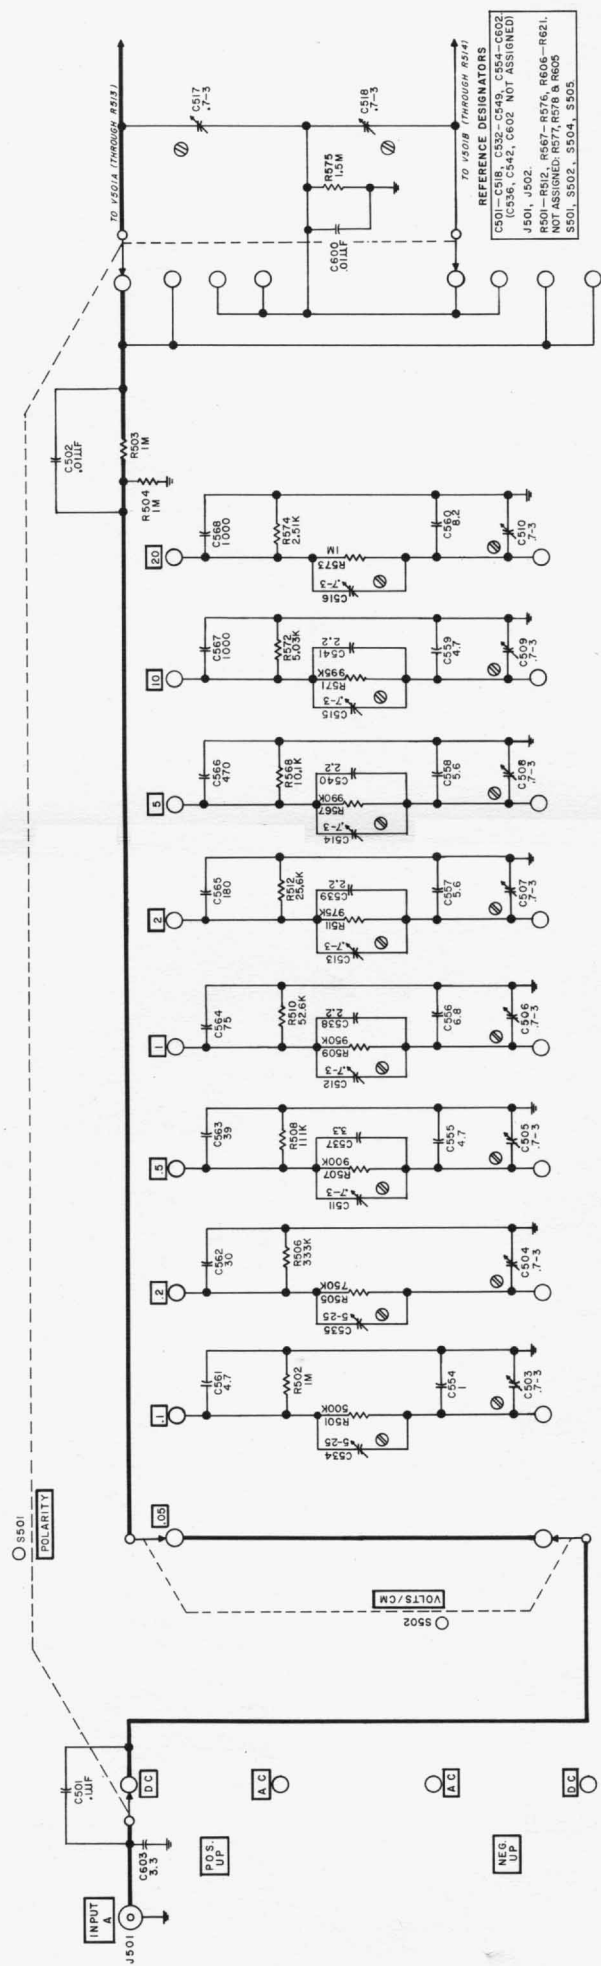 INPUT
A
J501
C603
3.3
C501
.1UF
DC
AC
AC
DC
POS.
UP
NEG.
UP
S501
POLARITY
VOLTS/CM
S502
.05
.1
C561
4.7
R502
1M
R501
500K
C534
5-25
C554
1
C503
.7-3
.2
C562
30
R506
333K
R505
750K
C535
5-25
C504
.7-3
.5
C563
39
R508
111K
C537
3.3
R507
900K
C511
.7-3
C555
4.7
C505
.7-3
1
C564
75
R510
52.6K
C538
2.2
R509
950K
C512
.7-3
C556
6.8
C506
.7-3
2
C565
180
R512
25.6K
C539
2.2
R511
975K
C513
.7-3
C557
5.6
C507
.7-3
5
C566
470
R568
10.1K
C540
2.2
R567
990K
C514
.7-3
C558
5.6
C508
.7-3
10
C567
1000
R572
5.03K
C541
2.2
R571
995K
C515
.7-3
C559
4.7
C509
.7-3
20
C568
1000
R574
2.51K
R573
1M
C516
.7-3
C560
8.2
C510
.7-3
R504
1M
R503
1M
C502
.01UF
C600
.01UF
R575
1.5M
C517
.7-3
C518
.7-3
TO V501A (THROUGH R513)
TO V501B (THROUGH R514)
REFERENCE DESIGNATORS
C501-C518, C532-C549, C554-C602.
(C536, C542, C602 NOT ASSIGNED)
J501, J502.
R501-R512, R567-R576, R606-R621.
NOT ASSIGNED: R577, R578 & R605
S501, S502, S504, S505.